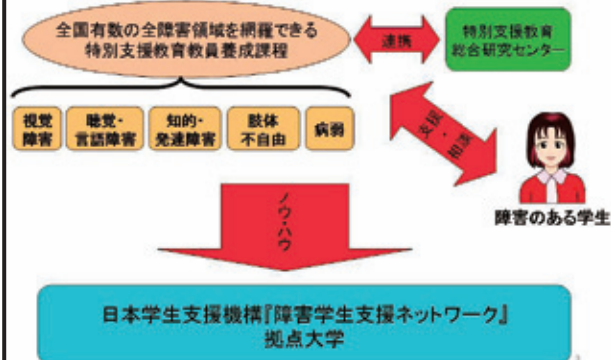 全国有数の全障害領域を網羅できる
特別支援教育教員養成課程
連携
特別支援教育
総合研究センター
視覚
障害
聴覚・
言語障害
知的・
発達障害
肢体
不自由
病弱
支援・相談
障害のある学生
ノウ・ハウ
日本学生支援機構『障害学生支援ネットワーク』
拠点大学